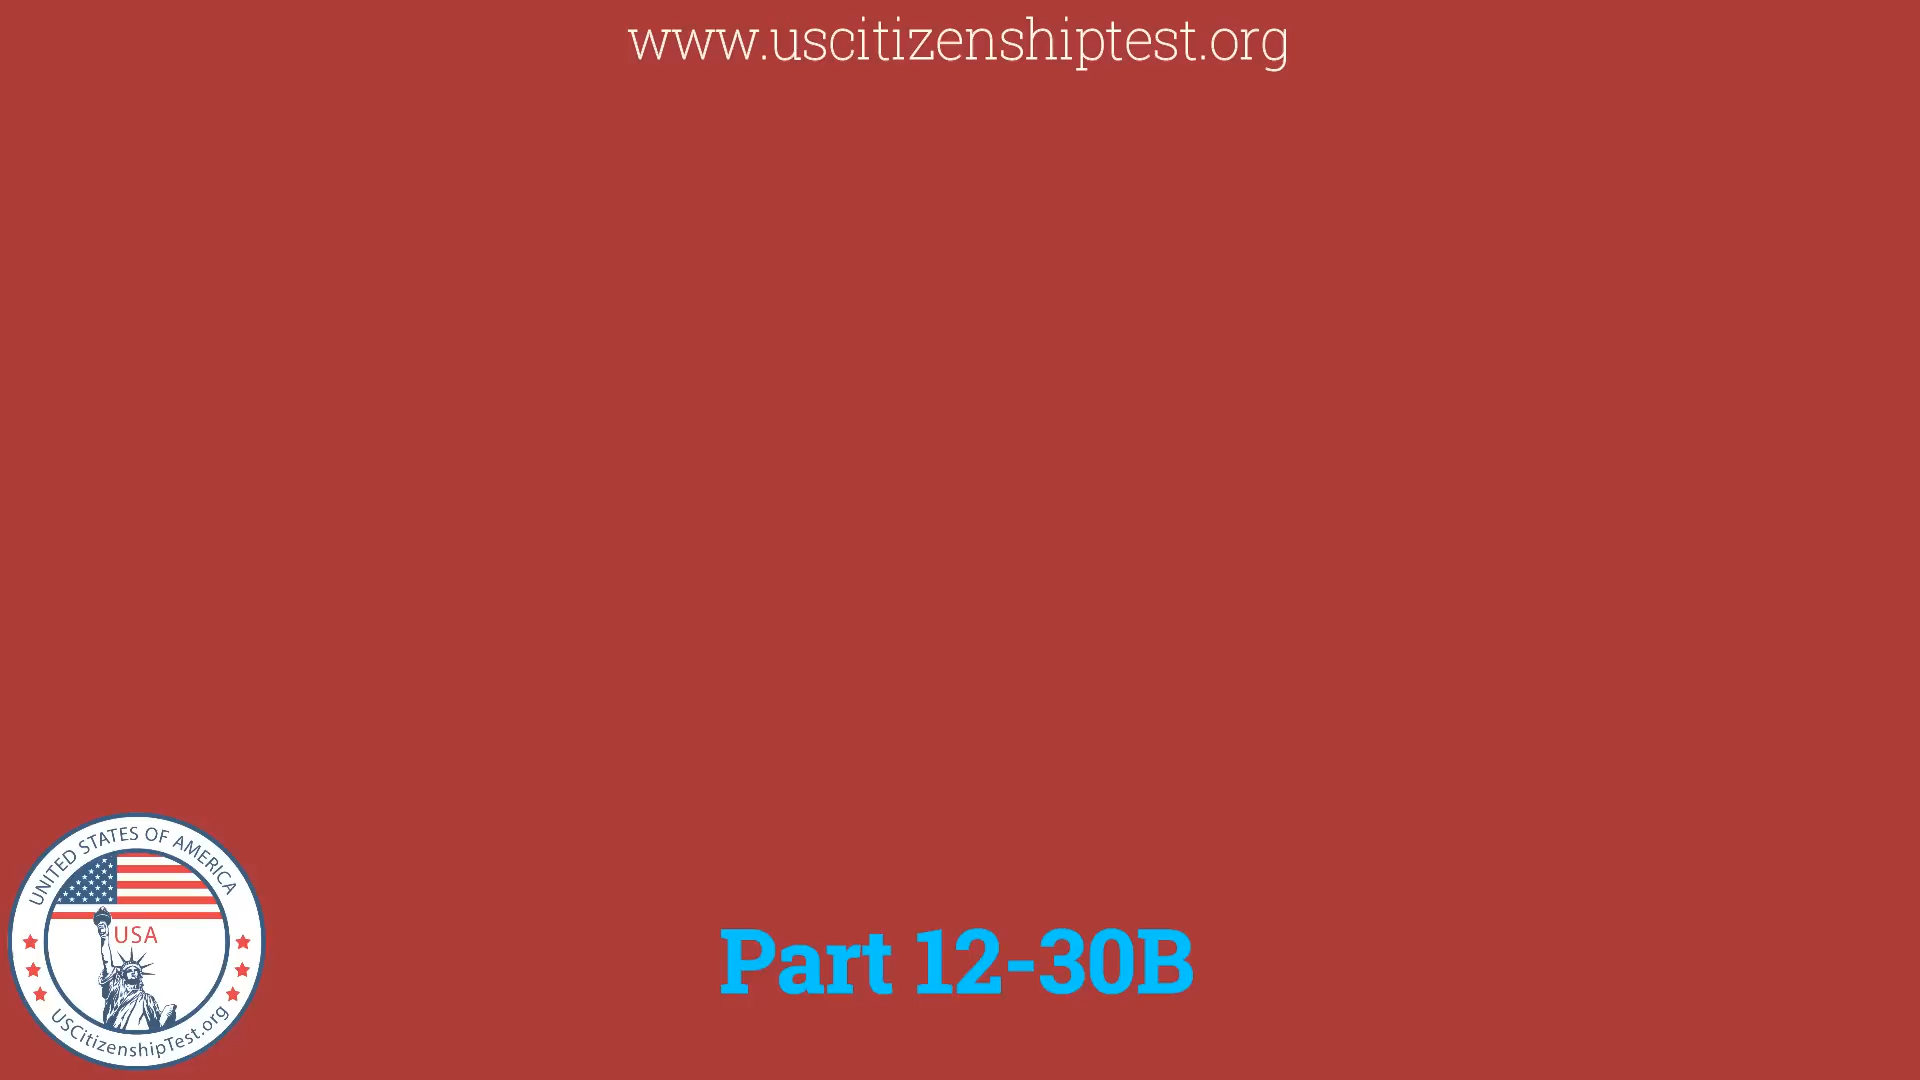 www.uscitizenshiptest.org
UNITED STATES OF AMERICA
USA
USCitizenshipTest.org
Part 12-30B